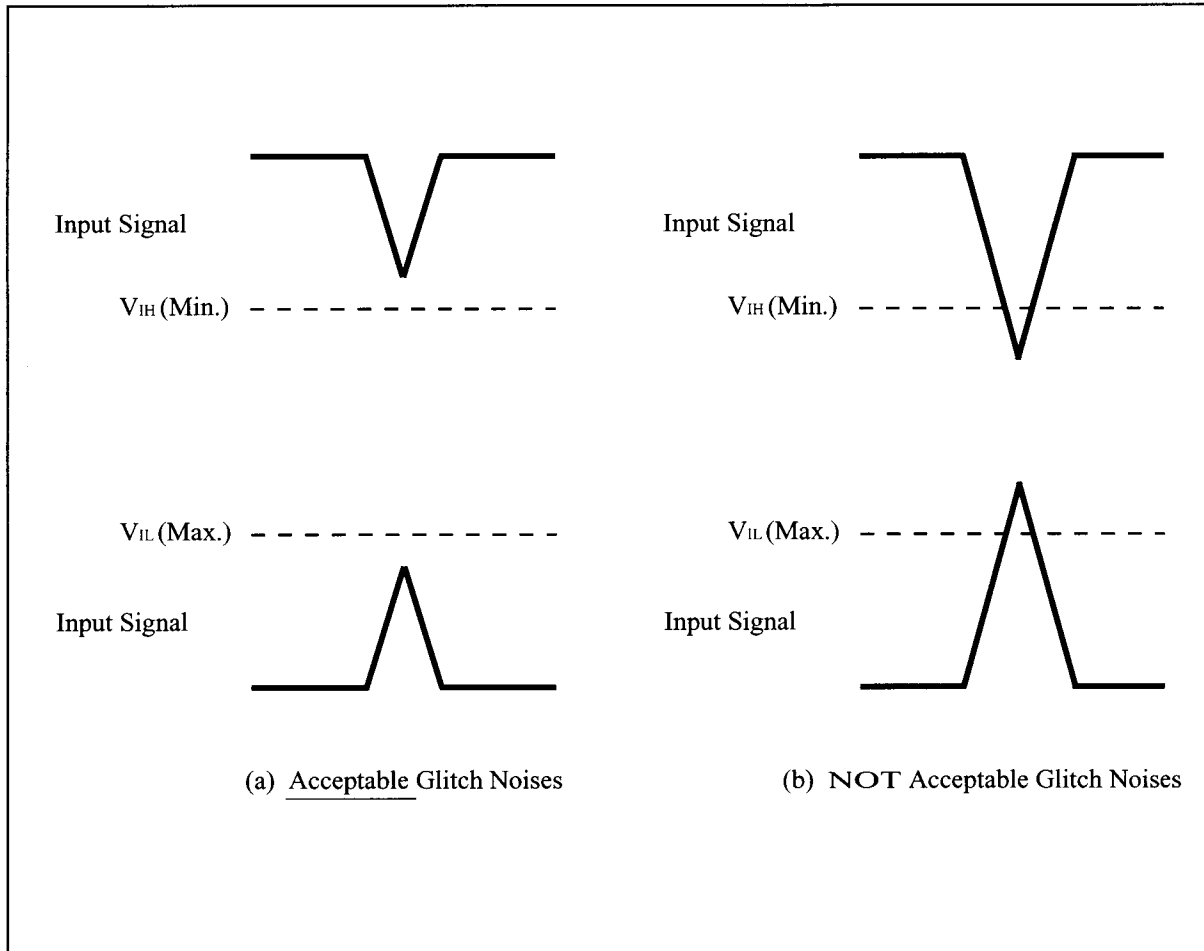 Input Signal
VIH (Min.)
VIL (Max.)
Input Signal
(a) Acceptable Glitch Noises
Input Signal
VIH (Min.)
VIL (Max.)
Input Signal
(b) NOT Acceptable Glitch Noises